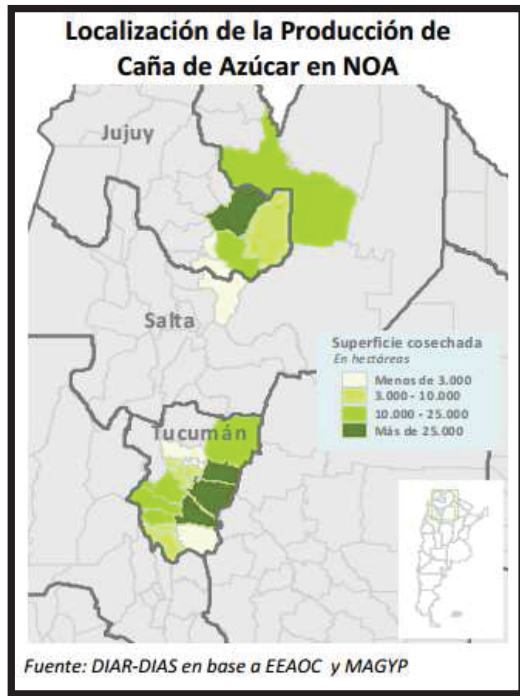 Localización de la Producción de
Caña de Azúcar en NOA
Jujuy
Salta
Superficie cosechada
En hectáreas
Menos de 3.000
3.000 - 10.000
10.000 - 25.000
Más de 25.000
Tucumán
Fuente: DIAR-DIAS en base a EEAOC y MAGYP